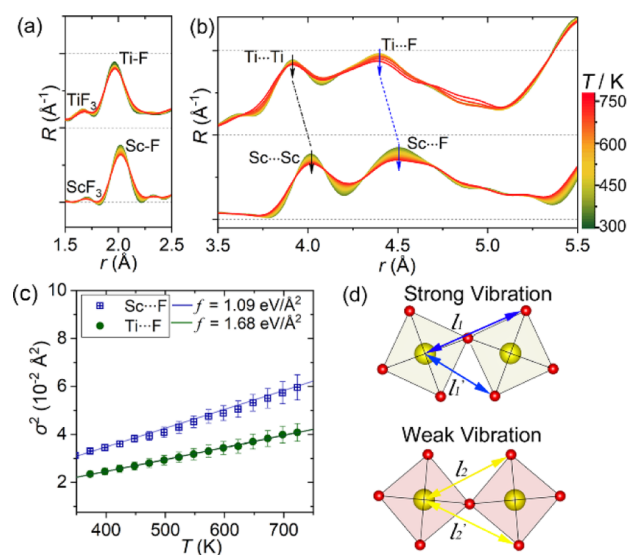 (a)
Ti-F
TiF₃
Sc-F
ScF₃
R (Å⁻¹)
1.5 2.0 2.5
r (Å)
(b)
Ti···Ti
Ti···F
Sc···Sc
Sc···F
R (Å⁻¹)
3.5 4.0 4.5 5.0 5.5
r (Å)
T / K
750
600
450
300
(c)
Sc···F f = 1.09 eV/Å²
Ti···F f = 1.68 eV/Å²
σ² (10⁻² Å²)
10
8
6
4
2
0
400 500 600 700
T (K)
(d)
Strong Vibration
l₁
l₁'
Weak Vibration
l₂
l₂'